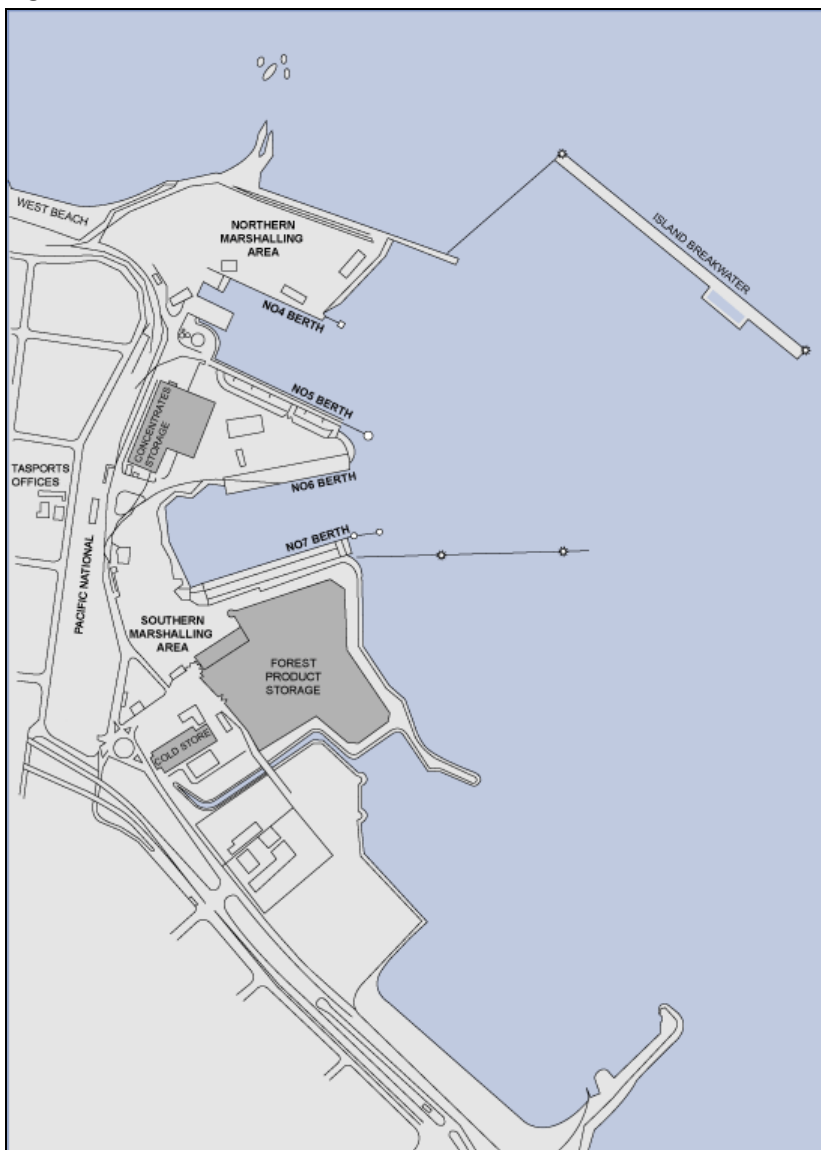 WEST BEACH
NORTHERN
MARSHALLING
AREA
ISLAND BREAKWATER
NO4 BERTH
NO5 BERTH
CONCENTRATES
STORAGE
TASPORTS
OFFICES
NO6 BERTH
NO7 BERTH
PACIFIC NATIONAL
SOUTHERN
MARSHALLING
AREA
FOREST
PRODUCT
STORAGE
COLD STORE